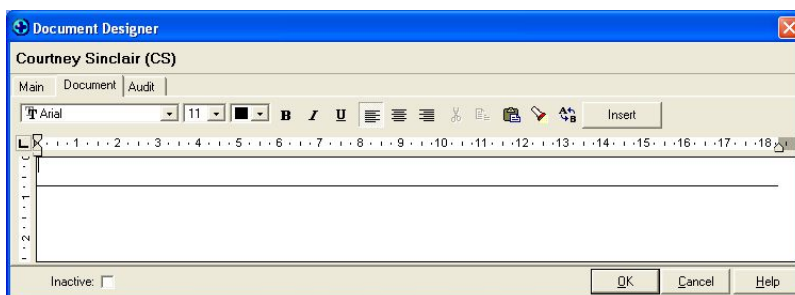 Document Designer
Courtney Sinclair (CS)
Main Document Audit
Arial 11 B I U Insert
1 2 3 4 5 6 7 8 9 10 11 12 13 14 15 16 17 18
1
2
Inactive: OK Cancel Help